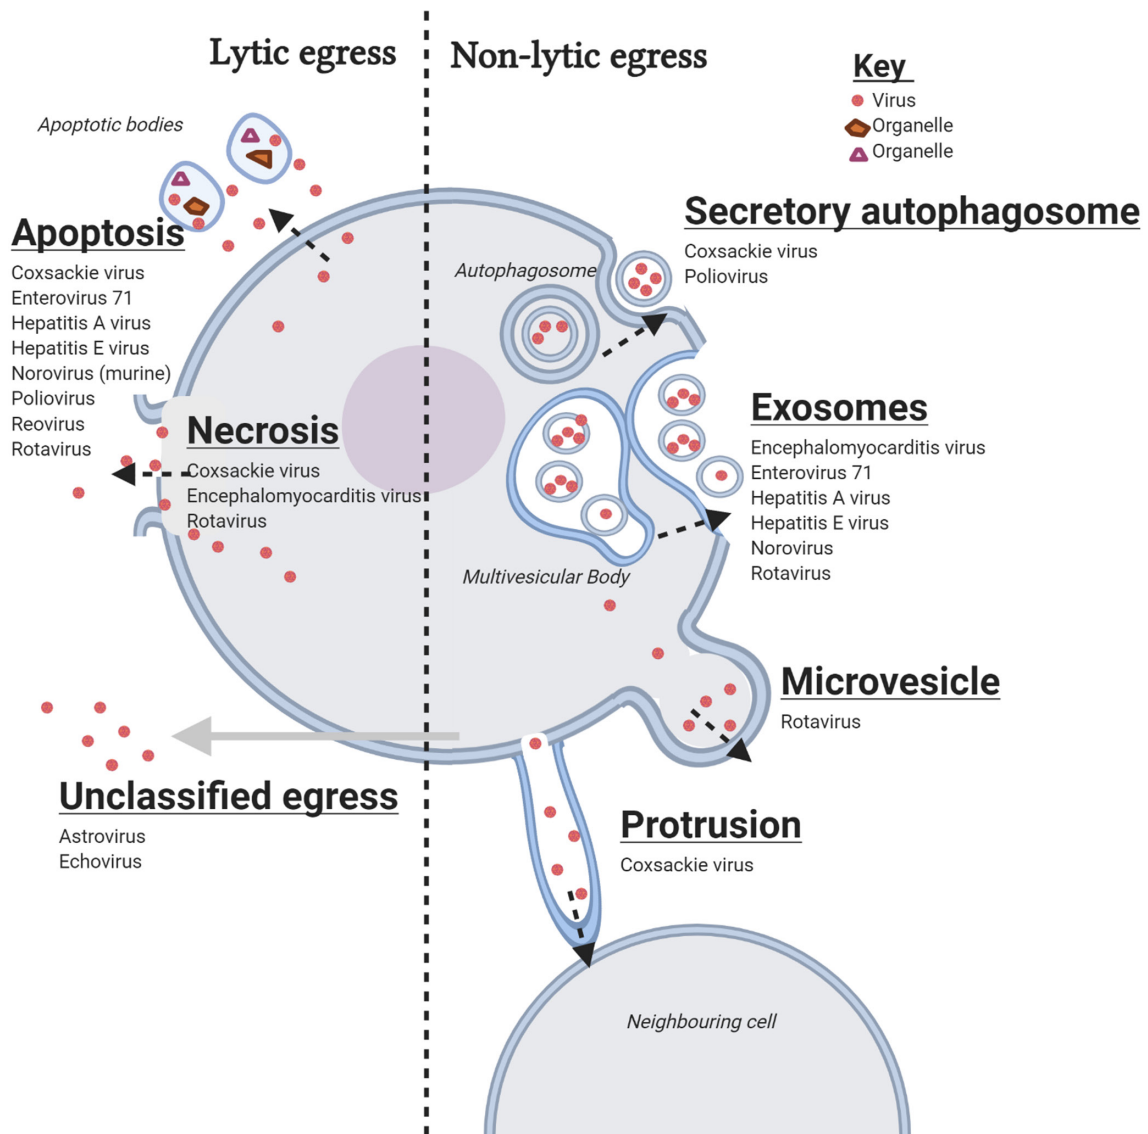 Lytic egress
Non-lytic egress
Key
Virus
Organelle
Organelle
Apoptotic bodies
Apoptosis
Coxsackie virus
Enterovirus 71
Hepatitis A virus
Hepatitis E virus
Norovirus (murine)
Poliovirus
Reovirus
Rotavirus
Necrosis
Coxsackie virus
Encephalomyocarditis virus
Rotavirus
Unclassified egress
Astrovirus
Echovirus
Secretory autophagosome
Coxsackie virus
Poliovirus
Autophagosome
Exosomes
Encephalomyocarditis virus
Enterovirus 71
Hepatitis A virus
Hepatitis E virus
Norovirus
Rotavirus
Multivesicular Body
Microvesicle
Rotavirus
Protrusion
Coxsackie virus
Neighbouring cell